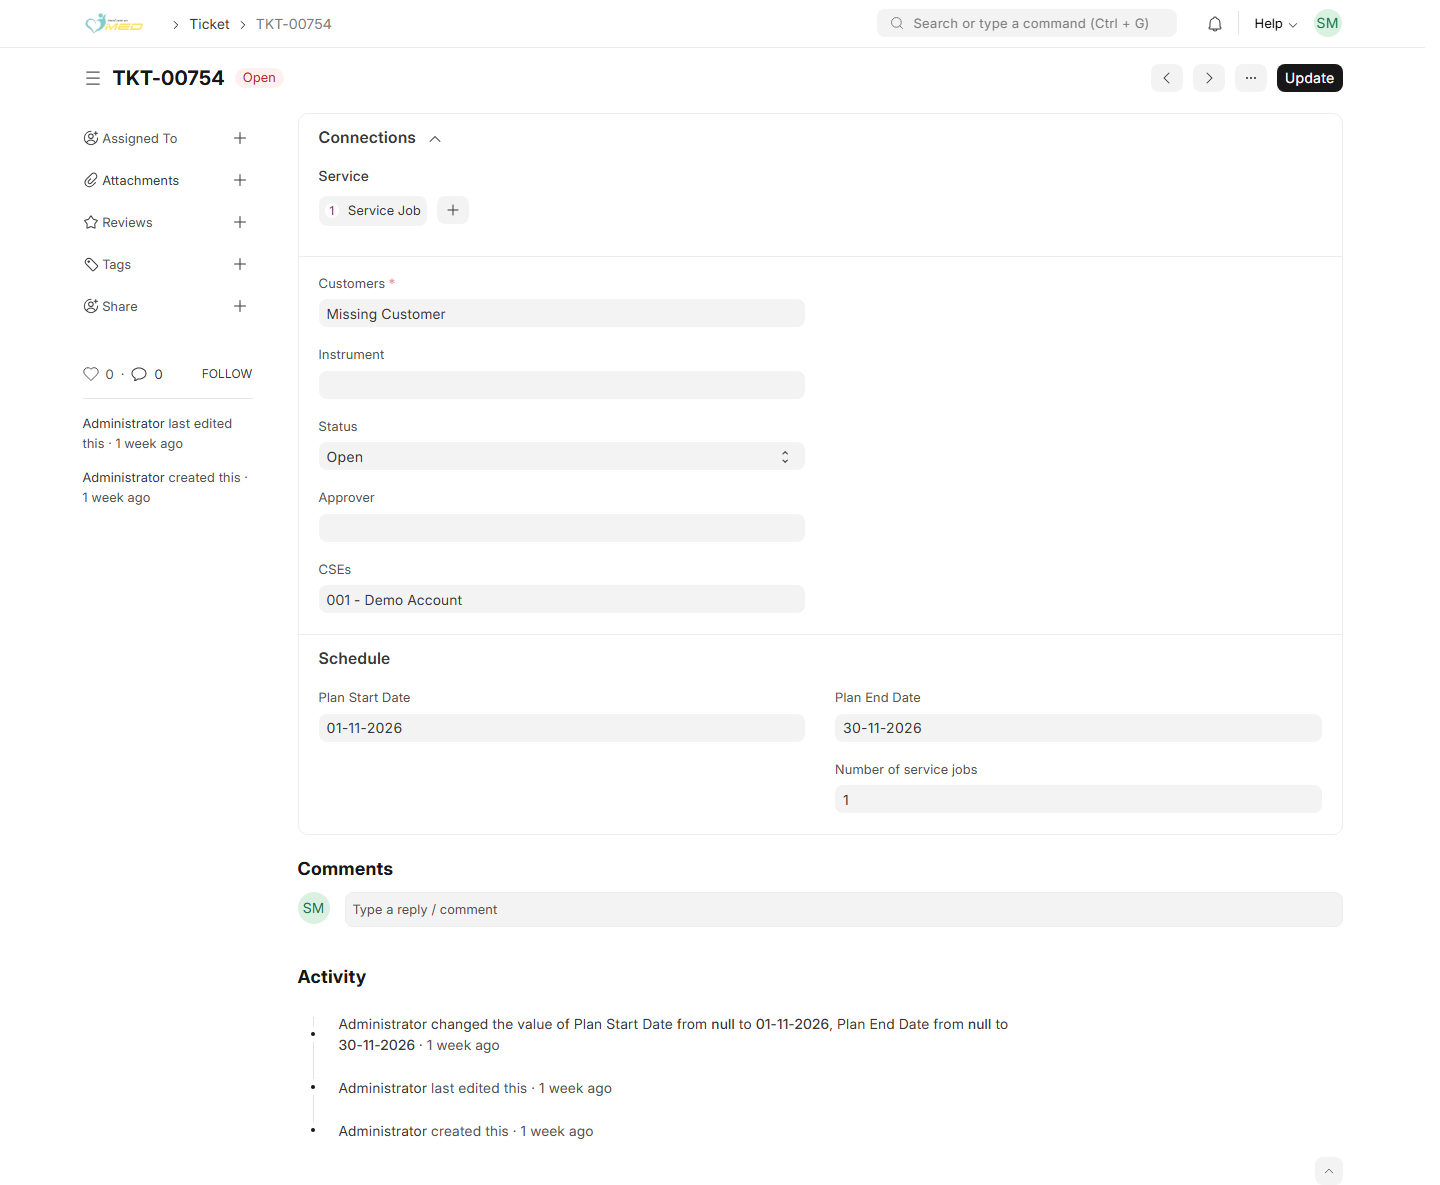 MED
Ticket
TKT-00754
Search or type a command (Ctrl + G)
Help
SM
TKT-00754
Open
...
Update
Assigned To
Attachments
Reviews
Tags
Share
0 · 0
FOLLOW
Administrator last edited
this · 1 week ago
Administrator created this ·
1 week ago
Connections
Service
1 Service Job
Customers *
Missing Customer
Instrument
Status
Open
Approver
CSEs
001 - Demo Account
Schedule
Plan Start Date
01-11-2026
Plan End Date
30-11-2026
Number of service jobs
1
Comments
SM
Type a reply / comment
Activity
Administrator changed the value of Plan Start Date from null to 01-11-2026, Plan End Date from null to
30-11-2026 · 1 week ago
Administrator last edited this · 1 week ago
Administrator created this · 1 week ago